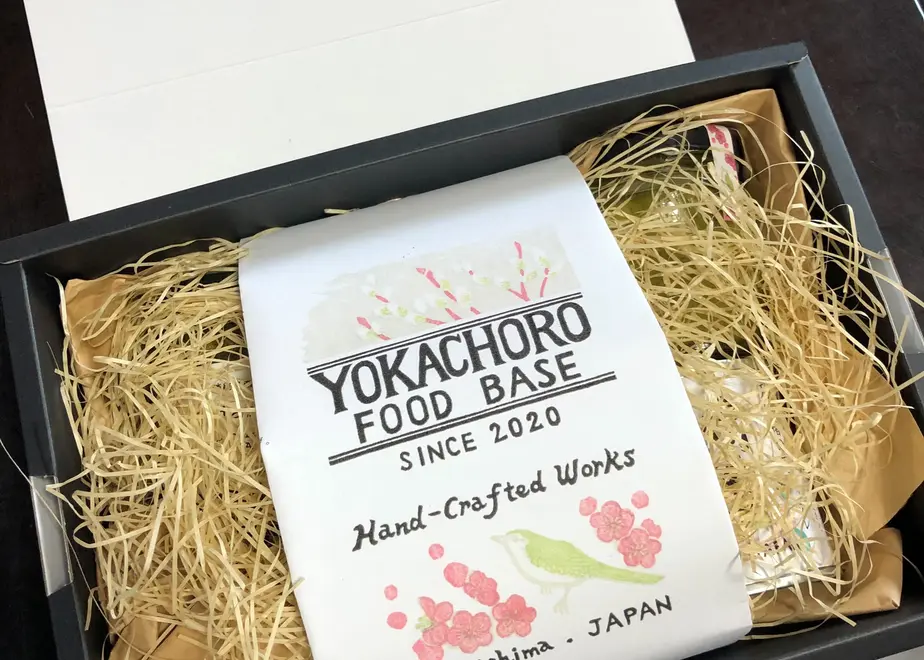 YOKACHORO
FOOD BASE
SINCE 2020
Hand-Crafted Works
JAPAN